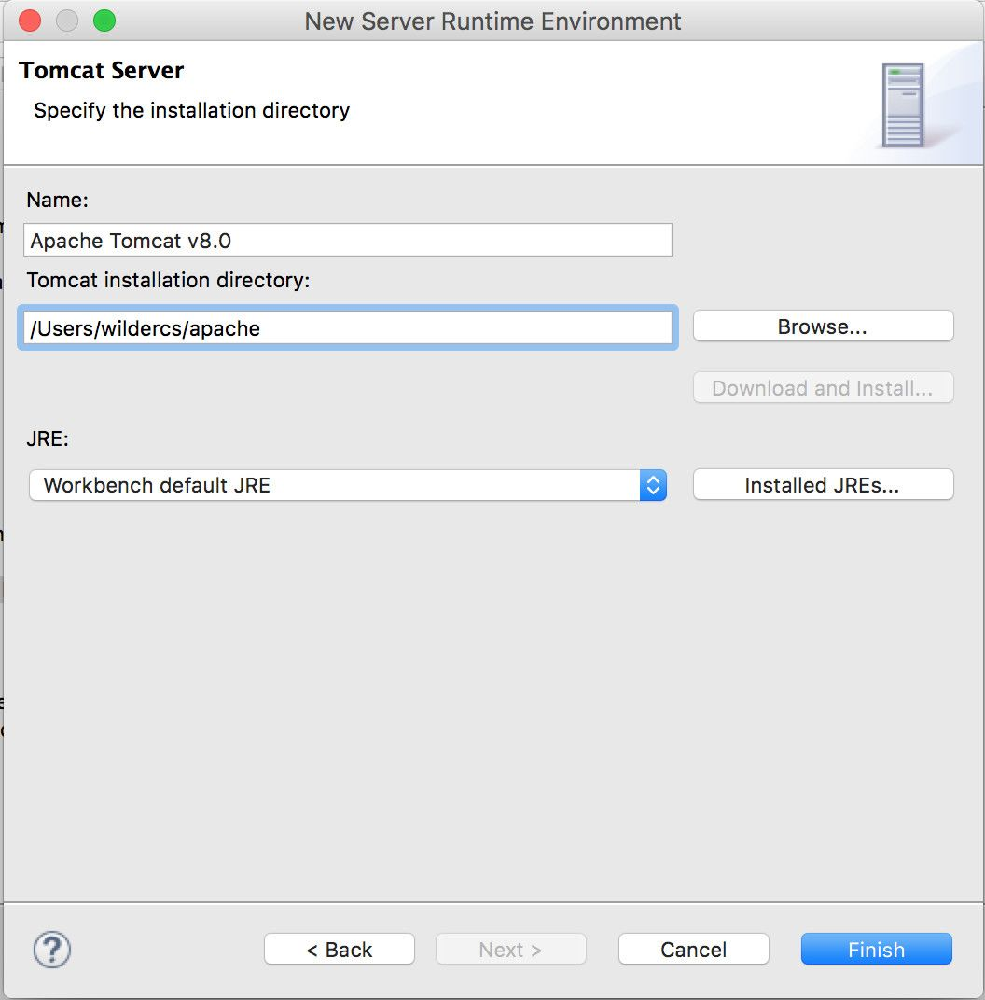 New Server Runtime Environment
Tomcat Server
Specify the installation directory
Name:
Apache Tomcat v8.0
Tomcat installation directory:
/Users/wildercs/apache
Browse...
Download and Install...
JRE:
Workbench default JRE
Installed JREs...
?
< Back
Next >
Cancel
Finish